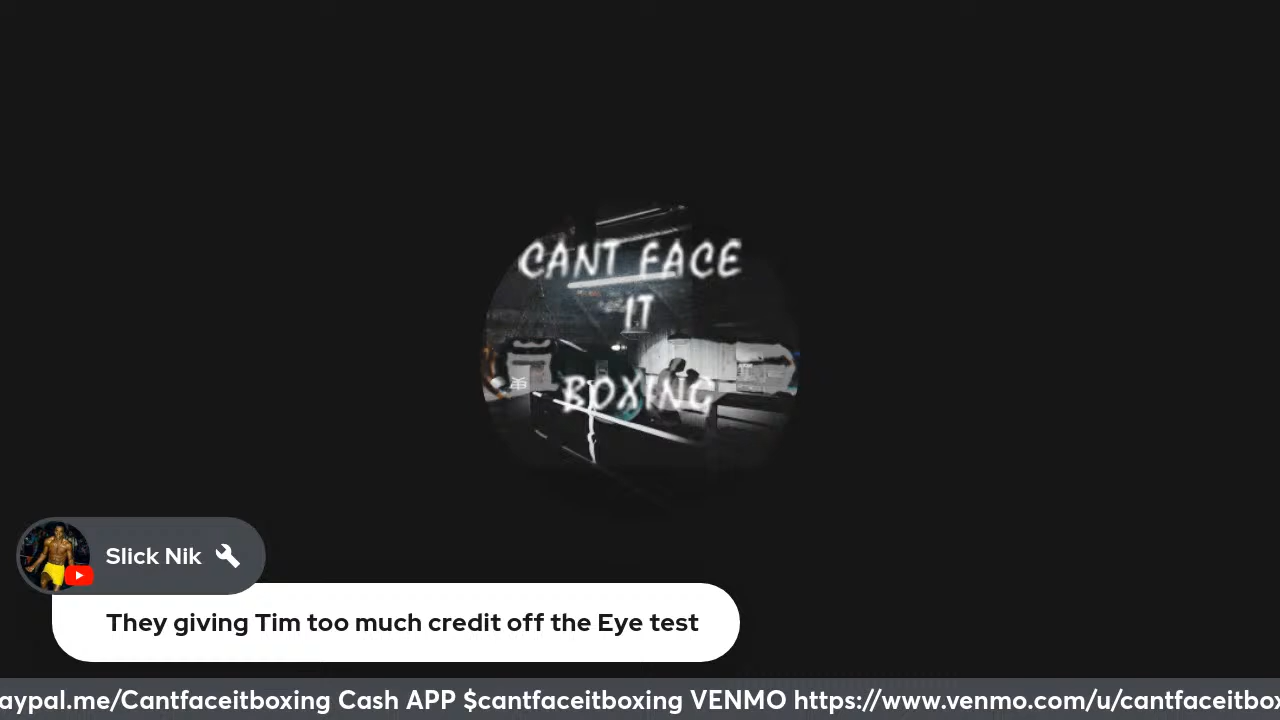 CANT FACE
IT
BOXING
Slick Nik
They giving Tim too much credit off the Eye test
aypal.me/Cantfaceitboxing Cash APP $cantfaceitboxing VENMO https://www.venmo.com/u/cantfaceitbox